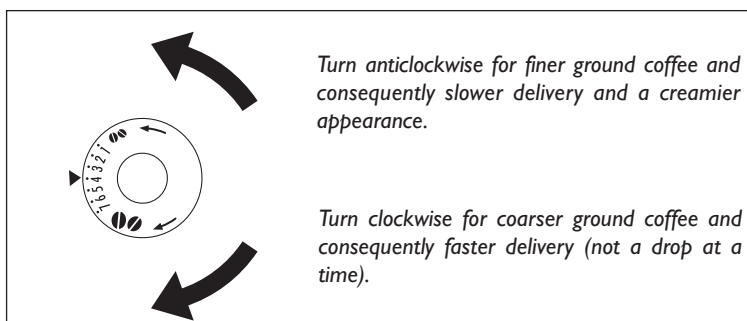 Turn anticlockwise for finer ground coffee and
consequently slower delivery and a creamier
appearance.
7654321
Turn clockwise for coarser ground coffee and
consequently faster delivery (not a drop at a
time).